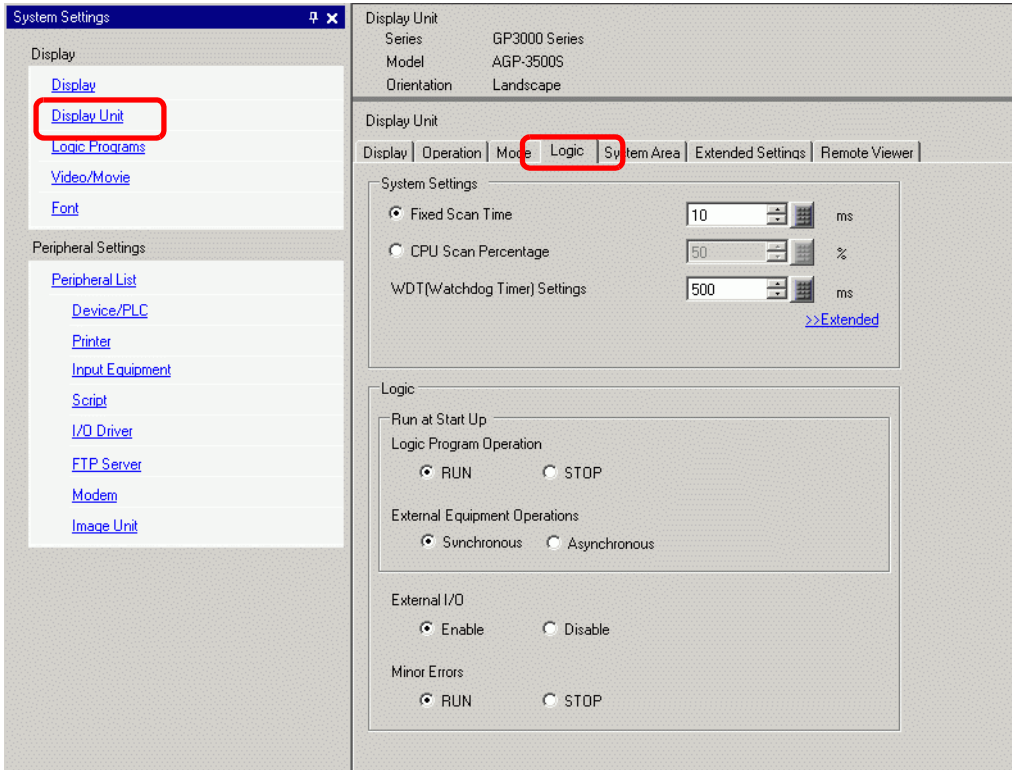 System Settings
Display
Display
Display Unit
Logic Programs
Video/Movie
Font
Peripheral Settings
Peripheral List
Device/PLC
Printer
Input Equipment
Script
I/O Driver
FTP Server
Modem
Image Unit
Display Unit
Series GP3000 Series
Model AGP-3500S
Orientation Landscape
Display Unit
Display Operation Mode Logic System Area Extended Settings Remote Viewer
System Settings
Fixed Scan Time 10 ms
CPU Scan Percentage 50 %
WDT(Watchdog Timer) Settings 500 ms
>>Extended
Logic
Run at Start Up
Logic Program Operation
RUN STOP
External Equipment Operations
Synchronous Asynchronous
External I/O
Enable Disable
Minor Errors
RUN STOP